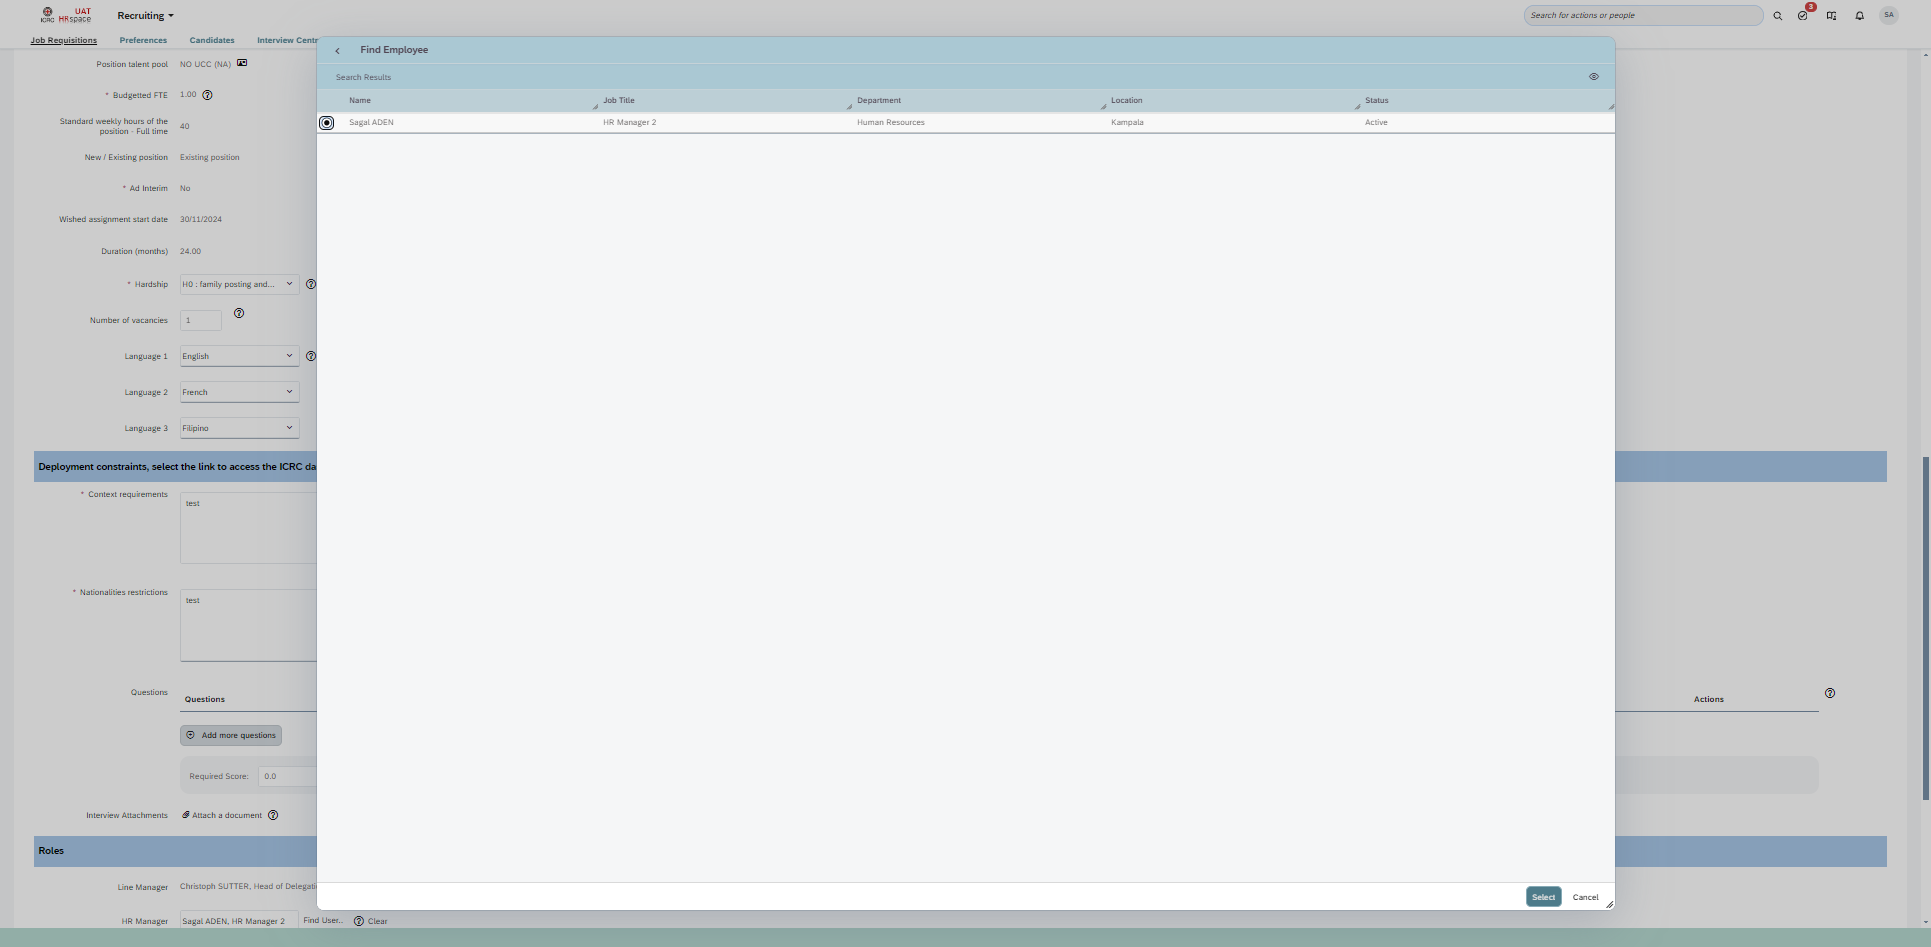 ICRC
UAT
HRspace
Recruiting
Search for actions or people
3
SA
Job Requisitions
Preferences
Candidates
Interview Centr
Position talent pool NO UCC (NA)
* Budgetted FTE 1.00
Standard weekly hours of the
position - Full time
40
New / Existing position Existing position
* Ad Interim No
Wished assignment start date 30/11/2024
Duration (months) 24.00
* Hardship H0 : family posting and...
Number of vacancies 1
Language 1 English
Language 2 French
Language 3 Filipino
Deployment constraints, select the link to access the ICRC da
* Context requirements test
* Nationalities restrictions test
Questions
Questions
Actions
Add more questions
Required Score: 0.0
Interview Attachments Attach a document
Roles
Line Manager Christoph SUTTER, Head of Delegati
HR Manager Sagal ADEN, HR Manager 2 Find User.. Clear
Find Employee
Search Results
Name Job Title Department Location Status
Sagal ADEN HR Manager 2 Human Resources Kampala Active
Select Cancel